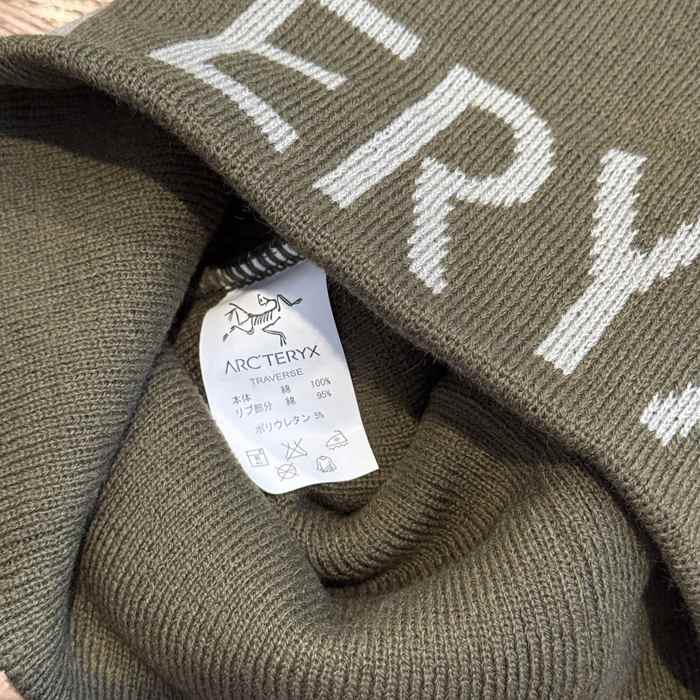 ERY
ARC'TERYX
TRAVERSE
本体 綿 100%
リブ部分 綿 95%
ポリウレタン 5%